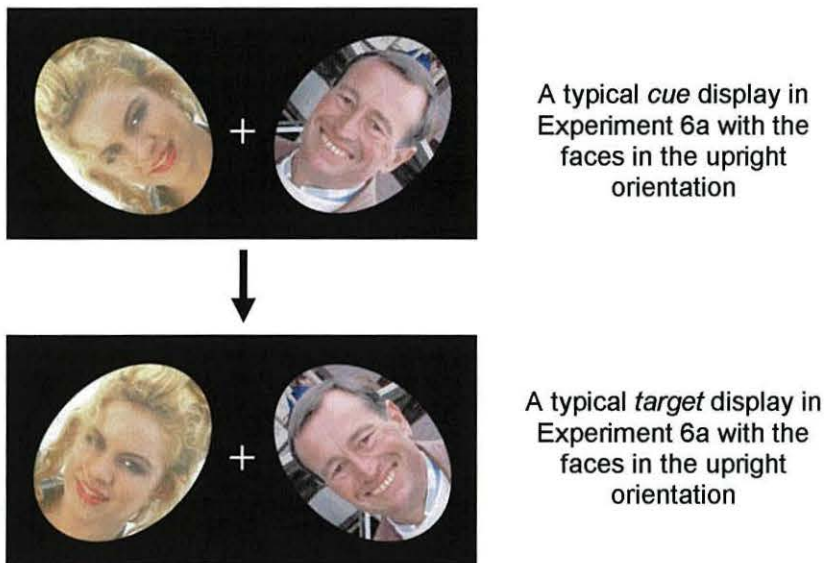 A typical cue display in
Experiment 6a with the
faces in the upright
orientation
A typical target display in
Experiment 6a with the
faces in the upright
orientation